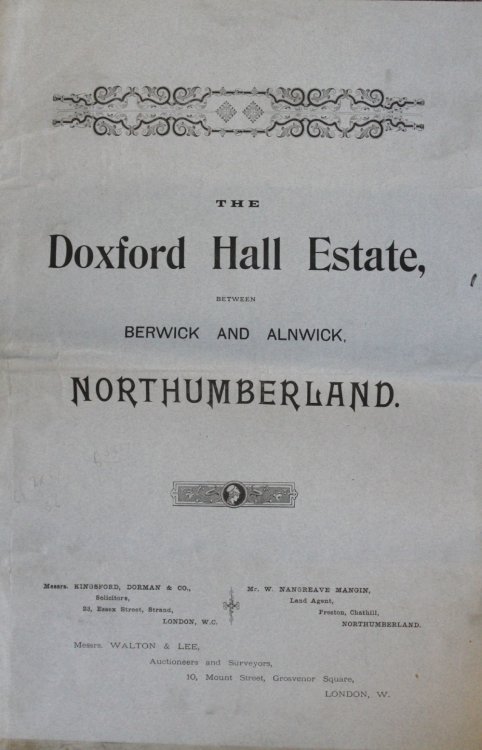 THE
Doxford Hall Estate,
BETWEEN
BERWICK AND ALNWICK,
NORTHUMBERLAND.
Messrs. KINGSFORD, DORMAN & CO.,
Solicitors,
23, Essex Street, Strand,
LONDON, W.C.
Mr. W. NANGREAVE MANGIN,
Land Agent,
Preston, Chathill,
NORTHUMBERLAND.
Messrs. WALTON & LEE,
Auctioneers and Surveyors,
10, Mount Street, Grosvenor Square,
LONDON, W.